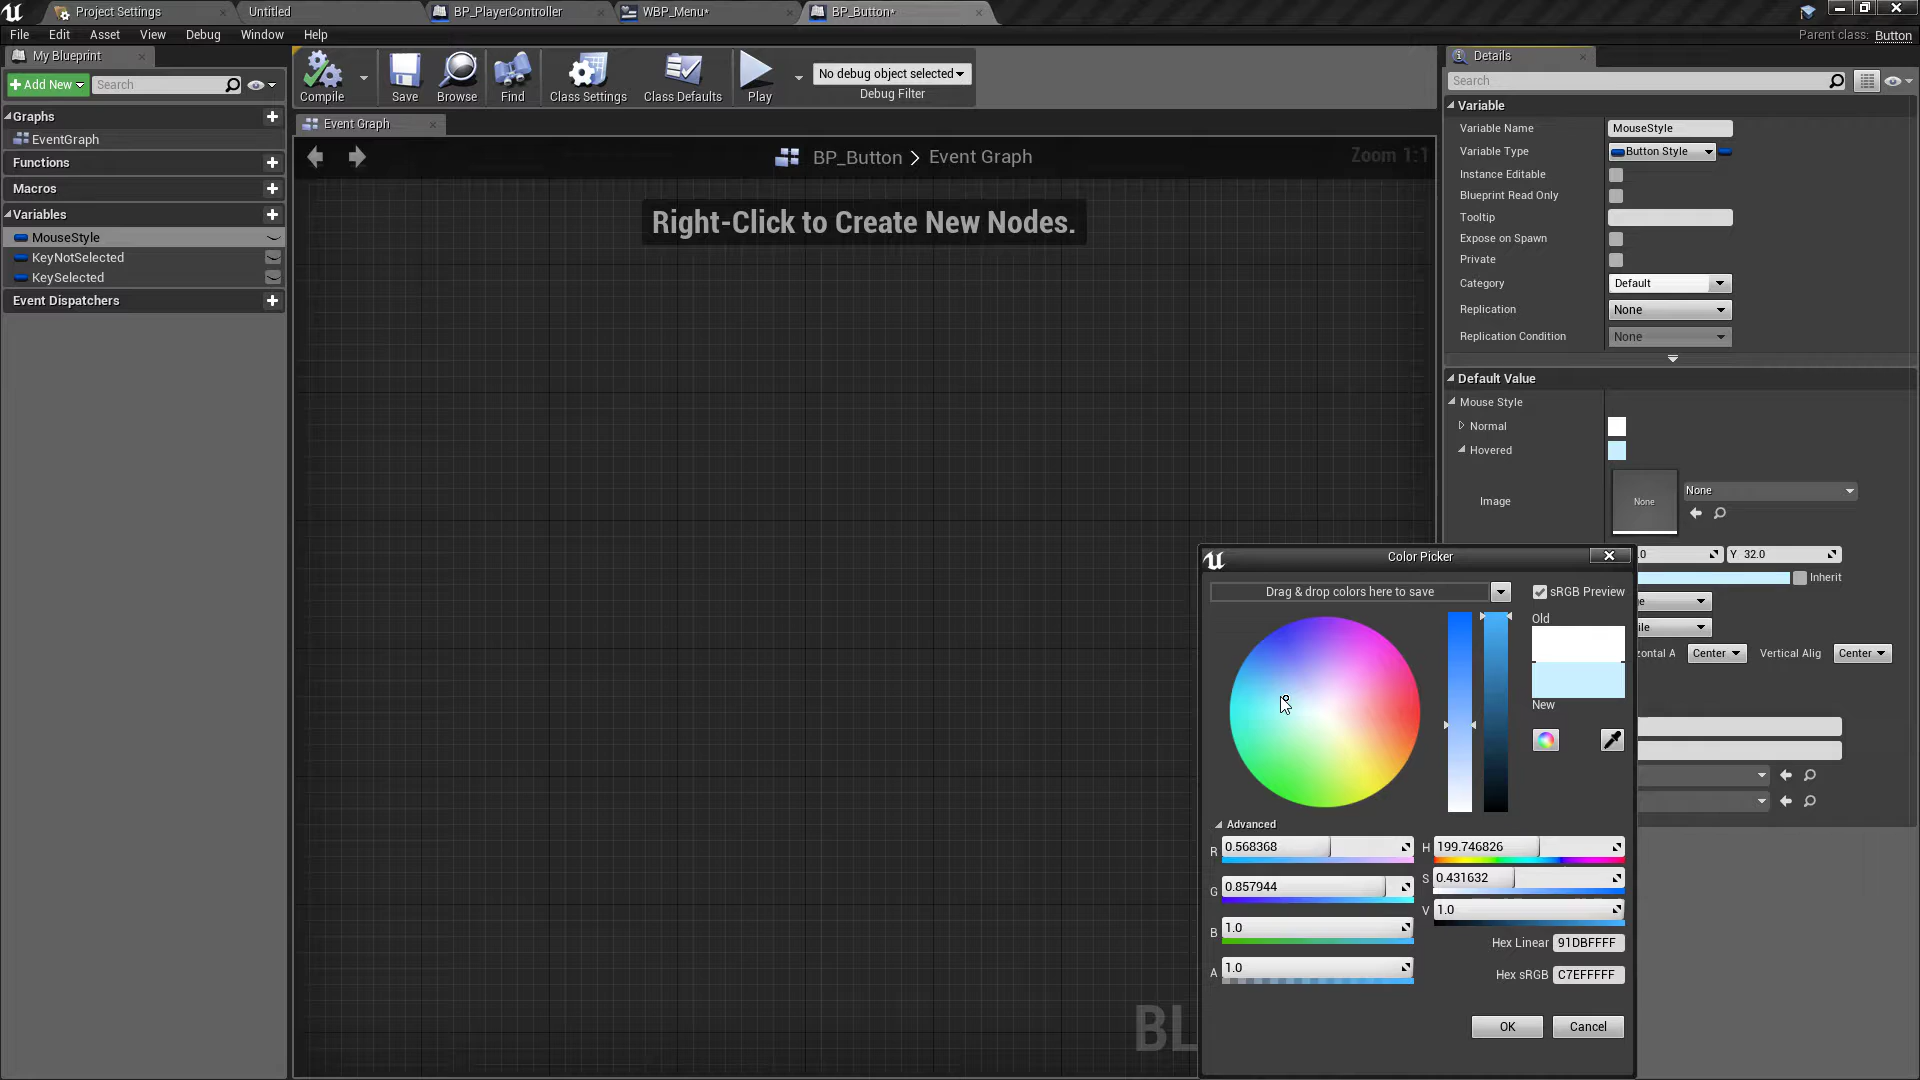 Project Settings
Untitled
BP_PlayerController
WBP_Menu*
BP_Button*
File Edit Asset View Debug Window Help
Parent class: Button
My Blueprint
Add New
Search
Compile
Save
Browse
Find
Class Settings
Class Defaults
Play
No debug object selected
Debug Filter
Graphs
EventGraph
Functions
Macros
Variables
MouseStyle
KeyNotSelected
KeySelected
Event Dispatchers
Event Graph
BP_Button > Event Graph
Zoom 1:1
Right-Click to Create New Nodes.
BL
Details
Search
Variable
Variable Name MouseStyle
Variable Type Button Style
Instance Editable
Blueprint Read Only
Tooltip
Expose on Spawn
Private
Category Default
Replication None
Replication Condition None
Default Value
Mouse Style
Normal
Hovered
Image None None
.0 Y 32.0
Inherit
Center Vertical Alig Center
Color Picker
Drag & drop colors here to save
sRGB Preview
Old
New
Advanced
R 0.568368
G 0.857944
B 1.0
A 1.0
H 199.746826
S 0.431632
V 1.0
Hex Linear 91DBFFFF
Hex sRGB C7EFFFFF
OK Cancel